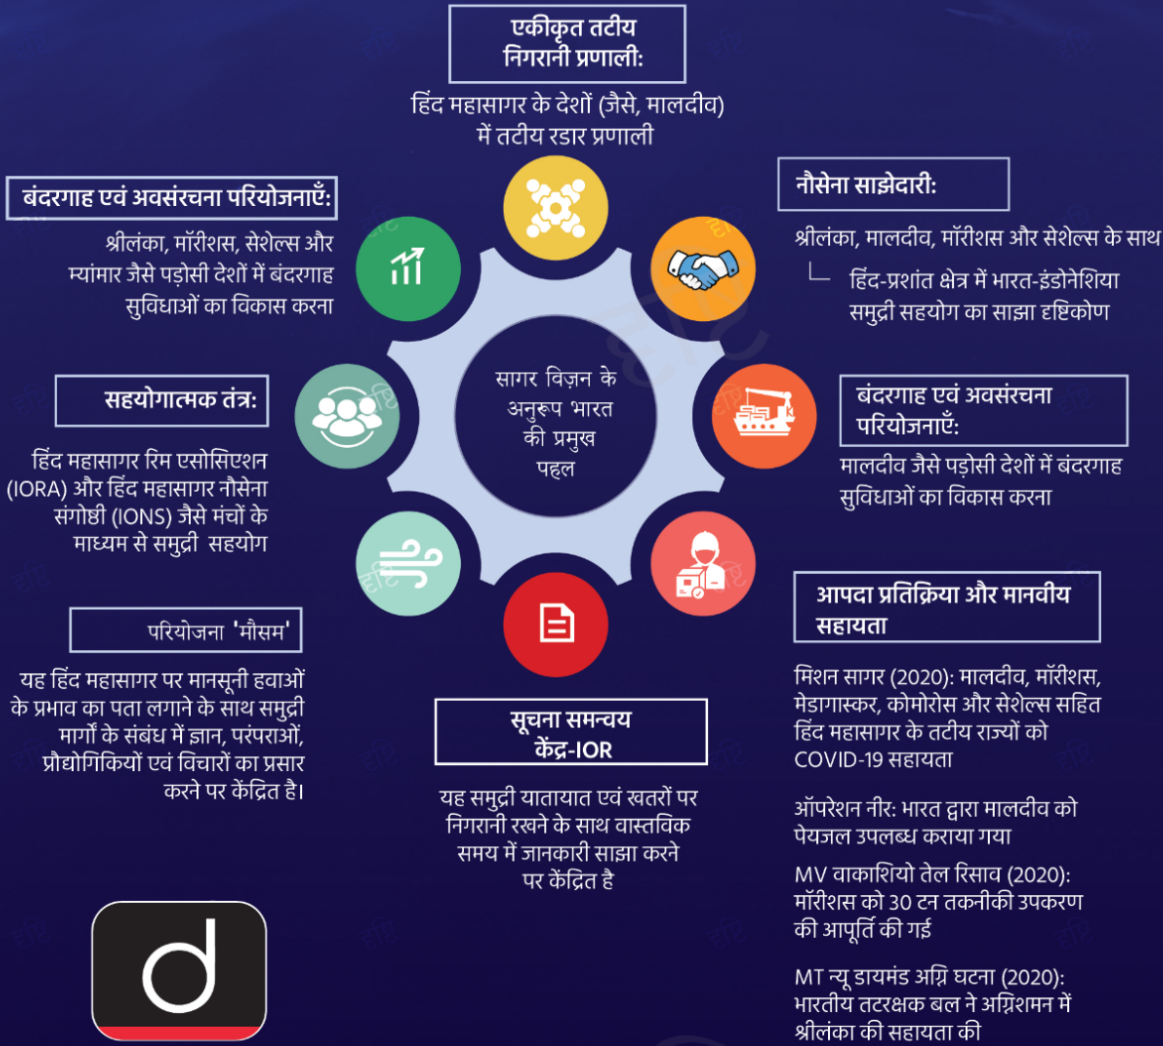 एकीकृत तटीय
निगरानी प्रणाली:
हिंद महासागर के देशों (जैसे, मालदीव)
में तटीय रडार प्रणाली
नौसेना साझेदारी:
श्रीलंका, मालदीव, मॉरीशस और सेशेल्स के साथ
हिंद-प्रशांत क्षेत्र में भारत-इंडोनेशिया
समुद्री सहयोग का साझा दृष्टिकोण
बंदरगाह एवं अवसंरचना
परियोजनाएँ:
मालदीव जैसे पड़ोसी देशों में बंदरगाह
सुविधाओं का विकास करना
आपदा प्रतिक्रिया और मानवीय
सहायता
मिशन सागर (2020): मालदीव, मॉरीशस,
मेडागास्कर, कोमोरोस और सेशेल्स सहित
हिंद महासागर के तटीय राज्यों को
COVID-19 सहायता
ऑपरेशन नीर: भारत द्वारा मालदीव को
पेयजल उपलब्ध कराया गया
MV वाकाशियो तेल रिसाव (2020):
मॉरीशस को 30 टन तकनीकी उपकरण
की आपूर्ति की गई
MT न्यू डायमंड अग्नि घटना (2020):
भारतीय तटरक्षक बल ने अग्निशमन में
श्रीलंका की सहायता की
सूचना समन्वय
केंद्र-IOR
यह समुद्री यातायात एवं खतरों पर
निगरानी रखने के साथ वास्तविक
समय में जानकारी साझा करने
पर केंद्रित है
परियोजना 'मौसम'
यह हिंद महासागर पर मानसूनी हवाओं
के प्रभाव का पता लगाने के साथ समुद्री
मार्गों के संबंध में ज्ञान, परंपराओं,
प्रौद्योगिकियों एवं विचारों का प्रसार
करने पर केंद्रित है।
सहयोगात्मक तंत्र:
हिंद महासागर रिम एसोसिएशन
(IORA) और हिंद महासागर नौसेना
संगोष्ठी (IONS) जैसे मंचों के
माध्यम से समुद्री सहयोग
बंदरगाह एवं अवसंरचना परियोजनाएँ:
श्रीलंका, मॉरीशस, सेशेल्स और
म्यांमार जैसे पड़ोसी देशों में बंदरगाह
सुविधाओं का विकास करना
सागर विज़न के
अनुरूप भारत
की प्रमुख
पहल
d
दृष्टि